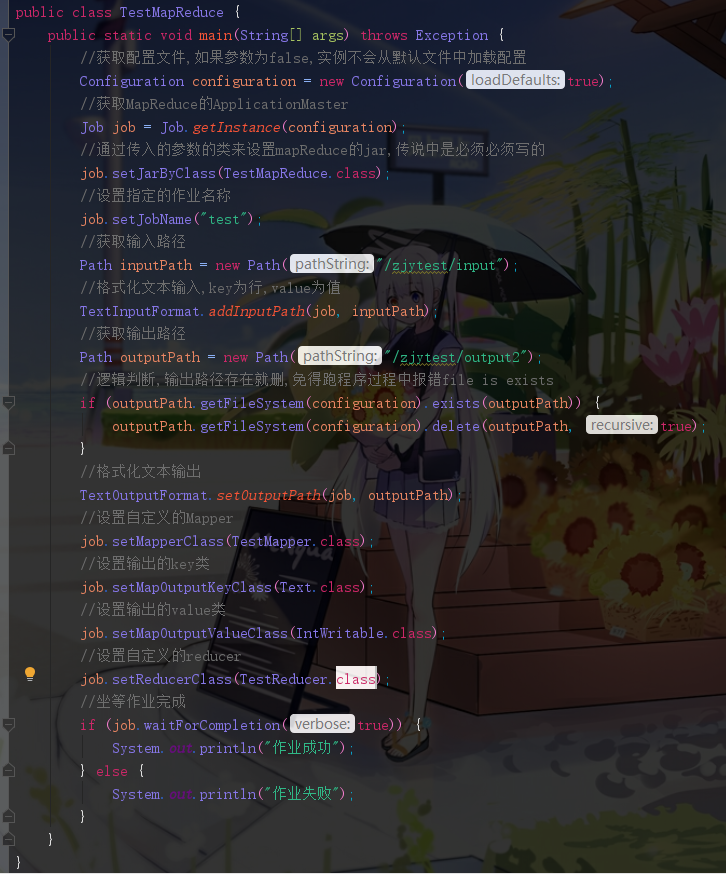 public class TestMapReduce {
public static void main(String[] args) throws Exception {
//获取配置文件,如果参数为false,实例不会从默认文件中加载配置
Configuration configuration = new Configuration( loadDefaults: true);
//获取MapReduce的ApplicationMaster
Job job = Job.getInstance(configuration);
//通过传入的参数的类来设置mapReduce的jar,传说中是必须必须写的
job.setJarByClass(TestMapReduce.class);
//设置指定的作业名称
job.setJobName("test");
//获取输入路径
Path inputPath = new Path( pathString: "/zjytest/input");
//格式化文本输入,key为行,value为值
TextInputFormat.addInputPath(job, inputPath);
//获取输出路径
Path outputPath = new Path( pathString: "/zjytest/output2");
//逻辑判断,输出路径存在就删,免得跑程序过程中报错file is exists
if (outputPath.getFileSystem(configuration).exists(outputPath)) {
outputPath.getFileSystem(configuration).delete(outputPath, recursive: true);
}
//格式化文本输出
TextOutputFormat.setOutputPath(job, outputPath);
//设置自定义的Mapper
job.setMapperClass(TestMapper.class);
//设置输出的key类
job.setMapOutputKeyClass(Text.class);
//设置输出的value类
job.setMapOutputValueClass(IntWritable.class);
//设置自定义的reducer
job.setReducerClass(TestReducer.class);
//坐等作业完成
if (job.waitForCompletion( verbose: true)) {
System.out.println("作业成功");
} else {
System.out.println("作业失败");
}
}
}